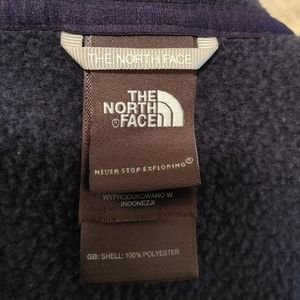 THE NORTH FACE
THE
NORTH
FACE
NEVER STOP EXPLORING
WYPRODUKOWANO W
INDONEZJI
GB: SHELL: 100% POLYESTER